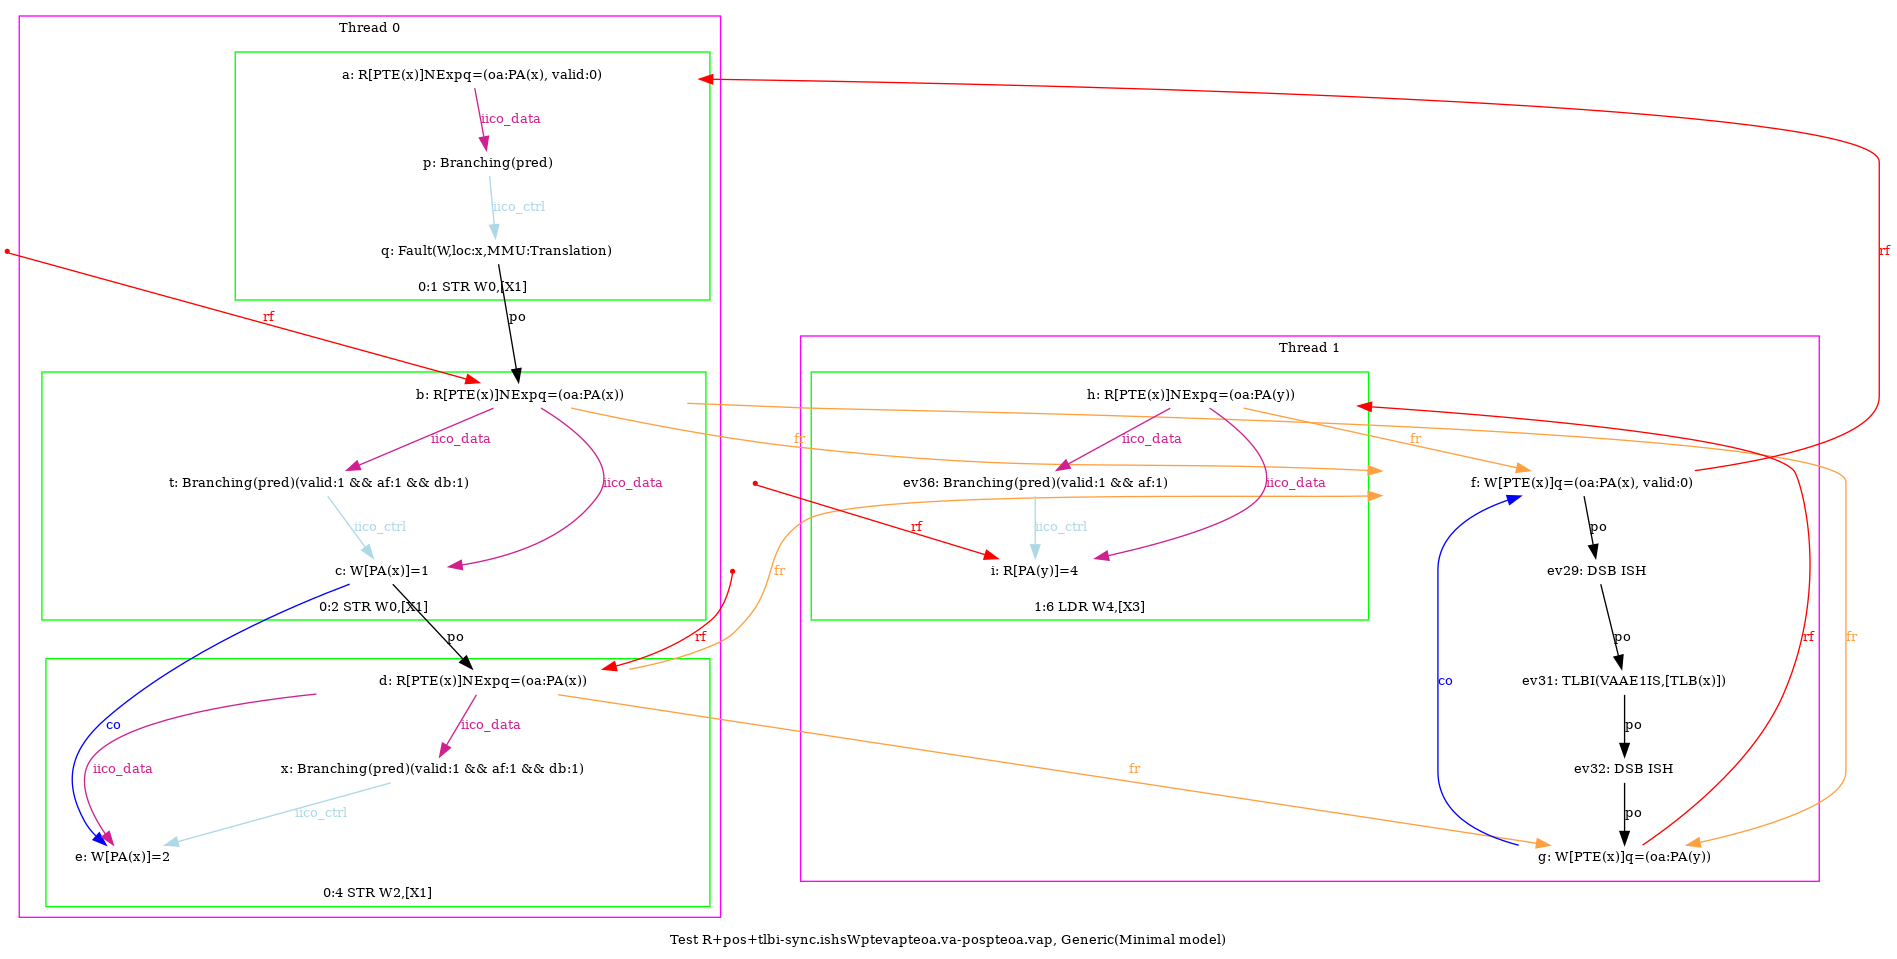 Thread 0
a: R[PTE(x)]NExpq=(oa:PA(x), valid:0)
iico_data
p: Branching(pred)
iico_ctrl
q: Fault(W,loc:x,MMU:Translation)
rf
0:1 STR W0,[X1]
rf
po
Thread 1
b: R[PTE(x)]NExpq=(oa:PA(x))
h: R[PTE(x)]NExpq=(oa:PA(y))
iico_data
fr
iico_data
fr
t: Branching(pred)(valid:1 && af:1 && db:1)
iico_data
ev36: Branching(pred)(valid:1 && af:1)
iico_data
f: W[PTE(x)]q=(oa:PA(x), valid:0)
iico_ctrl
rf
iico_ctrl
po
c: W[PA(x)]=1
fr
i: R[PA(y)]=4
ev29: DSB ISH
0:2 STR W0,[X1]
1:6 LDR W4,[X3]
po
rf
po
rf
fr
d: R[PTE(x)]NExpq=(oa:PA(x))
co
ev31: TLBI(VAAE1IS,[TLB(x)])
co
iico_data
po
iico_data
x: Branching(pred)(valid:1 && af:1 && db:1)
fr
ev32: DSB ISH
iico_ctrl
po
e: W[PA(x)]=2
g: W[PTE(x)]q=(oa:PA(y))
0:4 STR W2,[X1]
Test R+pos+tlbi-sync.ishsWptevapteoa.va-pospteoa.vap, Generic(Minimal model)